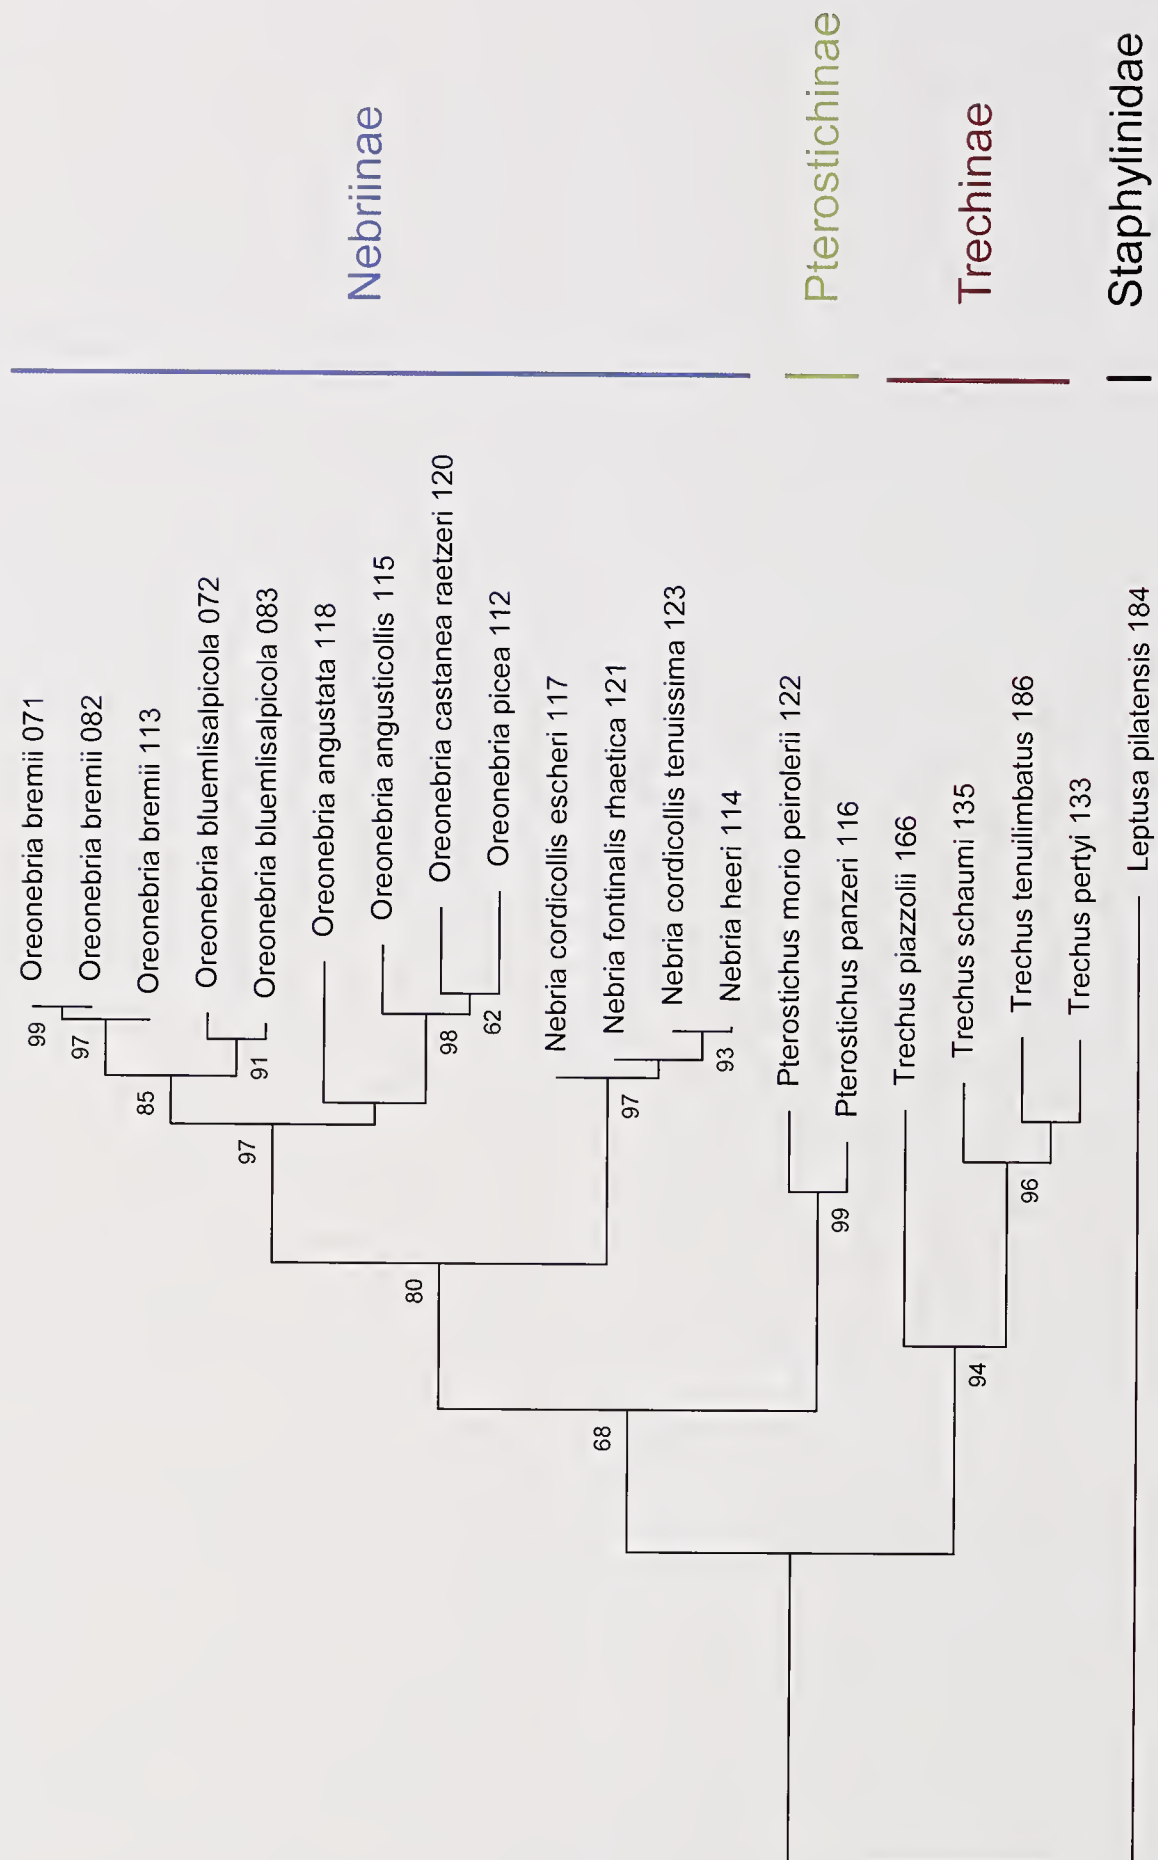 Oreonebria bremii 071
Oreonebria bremii 082
Oreonebria bremii 113
Oreonebria bluemlisalpicola 072
Oreonebria bluemlisalpicola 083
Oreonebria angustata 118
Oreonebria angusticollis 115
Oreonebria castanea raetzeri 120
Oreonebria picea 112
Nebria cordicollis escheri 117
Nebria fontinalis rhaetica 121
Nebria cordicollis tenuissima 123
Nebria heeri 114
Pterostichus morio peirolerii 122
Pterostichus panzeri 116
Trechus piazzolii 166
Trechus schaumi 135
Trechus tenuilimbatus 186
Trechus pertyi 133
Leptusa pilatensis 184
99
97
85
91
97
98
62
80
97
93
68
99
94
96
Nebriinae
Pterostichinae
Trechinae
Staphylinidae